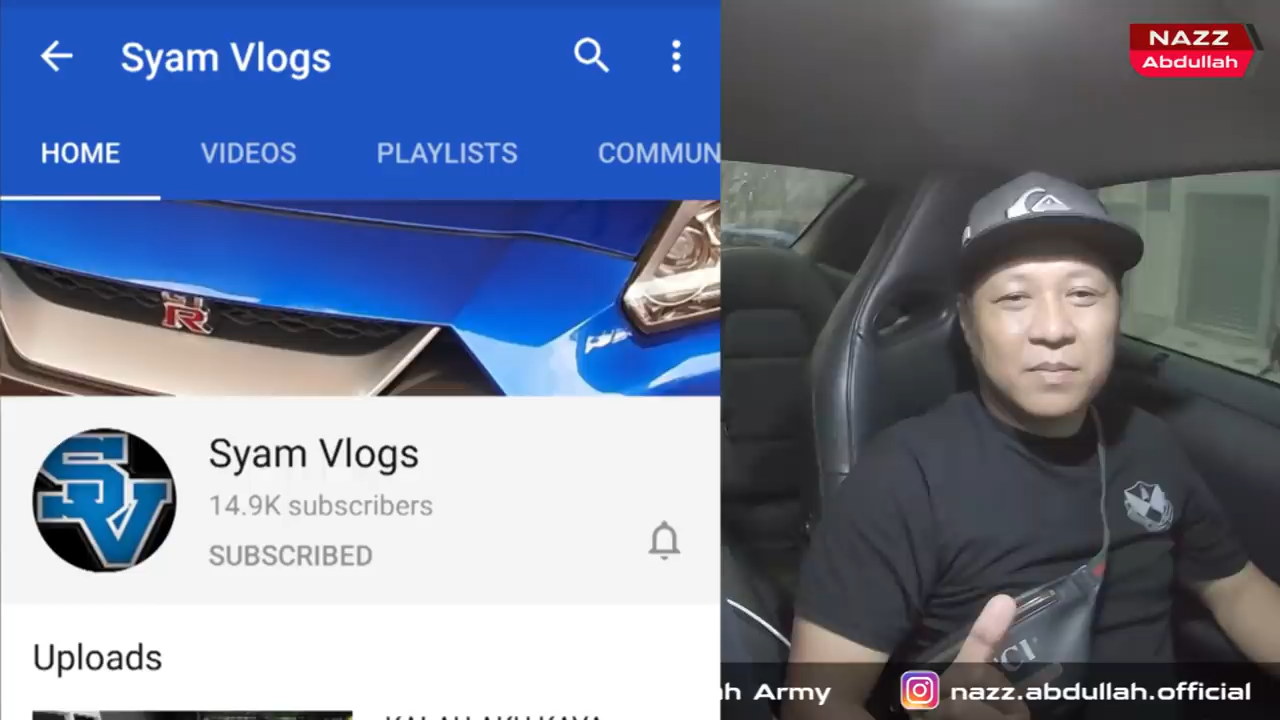 Syam Vlogs
HOME VIDEOS PLAYLISTS COMMUN
R
SV
Syam Vlogs
14.9K subscribers
SUBSCRIBED
Uploads
NAZZ
Abdullah
Army
nazz.abdullah.official